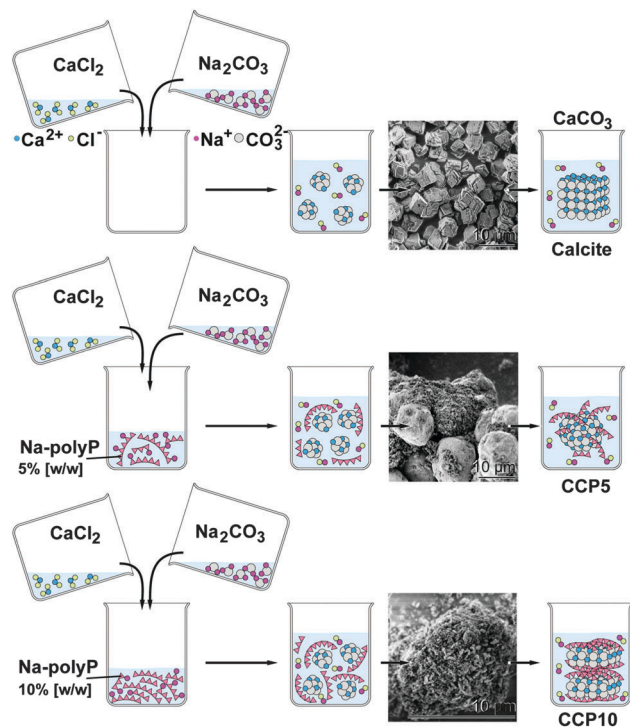 CaCl₂
Na₂CO₃
Ca²⁺ Cl⁻
Na⁺ CO₃²⁻
CaCO₃
10 µm
Calcite
CaCl₂
Na₂CO₃
Na-polyP
5% [w/w]
10 µm
CCP5
CaCl₂
Na₂CO₃
Na-polyP
10% [w/w]
10 µm
CCP10